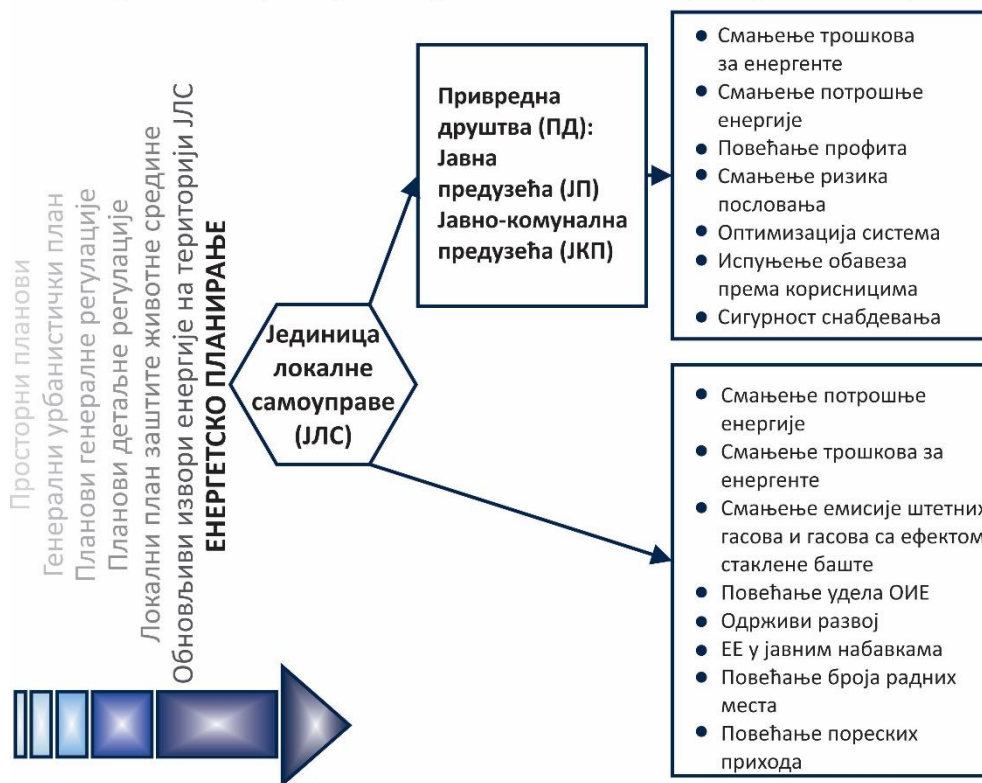 Просторни планови
Генерални урбанистички план
Планови генералне регулације
Планови детаљне регулације
Локални план заштите животне средине
Обновљиви извори енергије на територији ЈЛС
ЕНЕРГЕТСКО ПЛАНИРАЊЕ
Јединица
локалне
самоуправе
(ЈЛС)
Привредна
друштва (ПД):
Јавна
предузећа (ЈП)
Јавно-комунална
предузећа (ЈКП)
● Смањење трошкова
за енергенте
● Смањење потрошње
енергије
● Повећање профита
● Смањење ризика
пословања
● Оптимизација система
● Испуњење обавеза
према корисницима
● Сигурност снабдевања
● Смањење потрошње
енергије
● Смањење трошкова за
енергенте
● Смањење емисије штетних
гасова и гасова са ефектом
стаклене баште
● Повећање удела ОИЕ
● Одрживи развој
● ЕЕ у јавним набавкама
● Повећање броја радних
места
● Повећање пореских
прихода